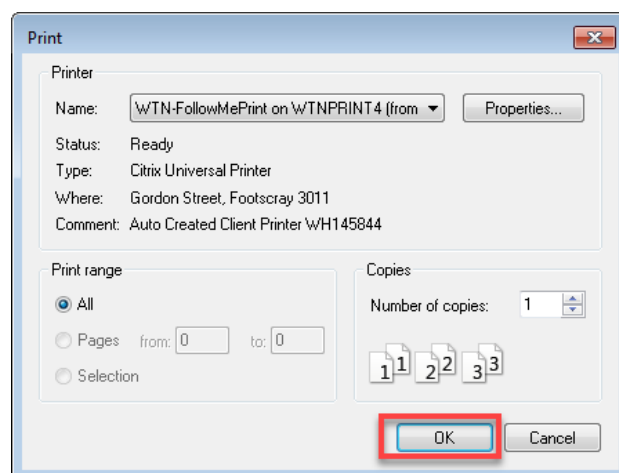 Print
Printer
Name: WTN-FollowMePrint on WTNPRINT4 (from Properties...
Status: Ready
Type: Citrix Universal Printer
Where: Gordon Street, Footscray 3011
Comment: Auto Created Client Printer WH145844
Print range
All
Pages from: 0 to: 0
Selection
Copies
Number of copies: 1
1 1 2 2 3 3
OK Cancel